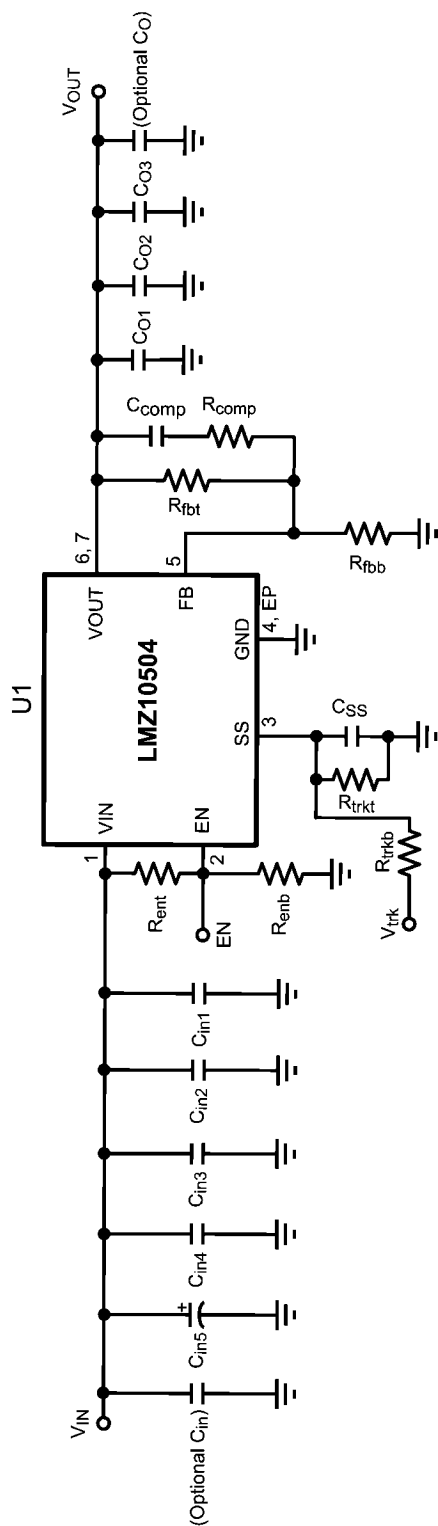 U1
LMZ10504
VIN
(Optional Cin)
Cin5
+
Cin4
Cin3
Cin2
Cin1
1
VIN
Rent
EN
2
EN
Renb
Vtrk
Rtrkb
Rtrkt
CSS
SS
3
GND
4, EP
VOUT
6, 7
FB
5
Rfbt
Rfbb
Ccomp
Rcomp
CO1
CO2
CO3
(Optional CO)
VOUT